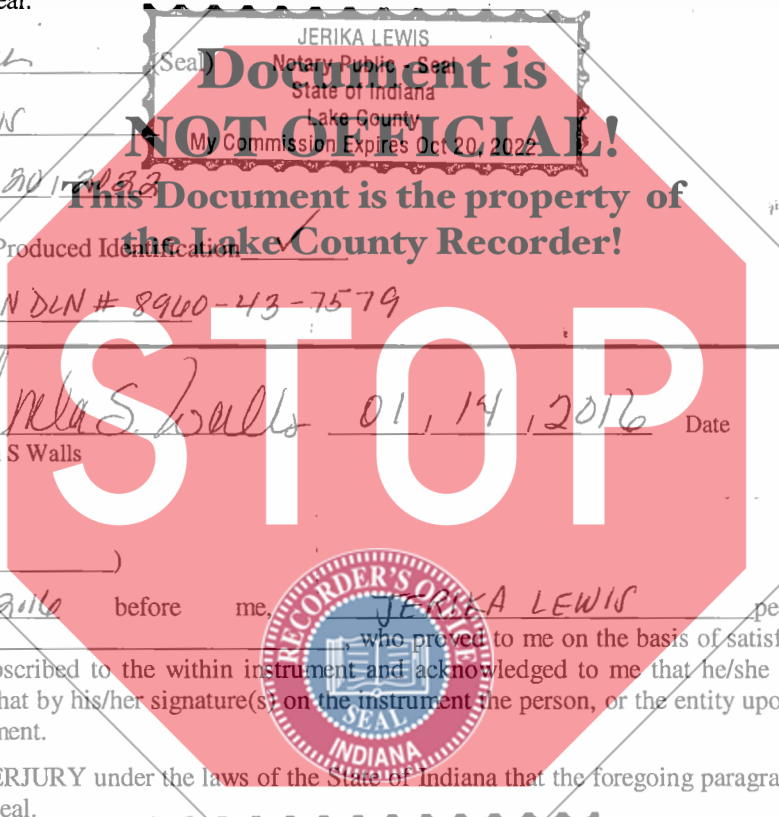 eal.
JERIKA LEWIS
(Seal) Notary Public - Seal
Document is
State of Indiana
Lake County
NOT OFFICIAL!
My Commission Expires Oct 20, 2022
This Document is the property of
Produced Identification ✓
the Lake County Recorder!
N DLN # 8960-43-7579
STOP
S. Walls 01, 14, 2016 Date
S Walls
)
2016 before me, JERIKA LEWIS pe
, who proved to me on the basis of satisf
scribed to the within instrument and acknowledged to me that he/she
hat by his/her signature(s) on the instrument the person, or the entity upo
ment.
RECORDER'S OFFICE
SEAL
INDIANA
ERJURY under the laws of the State of Indiana that the foregoing paragra
eal.